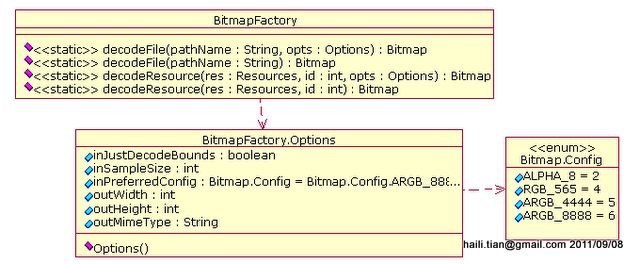 BitmapFactory
<<static>> decodeFile(pathName : String, opts : Options) : Bitmap
<<static>> decodeFile(pathName : String) : Bitmap
<<static>> decodeResource(res : Resources, id : int, opts : Options) : Bitmap
<<static>> decodeResource(res : Resources, id : int) : Bitmap
BitmapFactory.Options
inJustDecodeBounds : boolean
inSampleSize : int
inPreferredConfig : Bitmap.Config = Bitmap.Config.ARGB_888...
outWidth : int
outHeight : int
outMimeType : String
Options()
<<enum>>
Bitmap.Config
ALPHA_8 = 2
RGB_565 = 4
ARGB_4444 = 5
ARGB_8888 = 6
haili.tian@gmail.com 2011/09/08